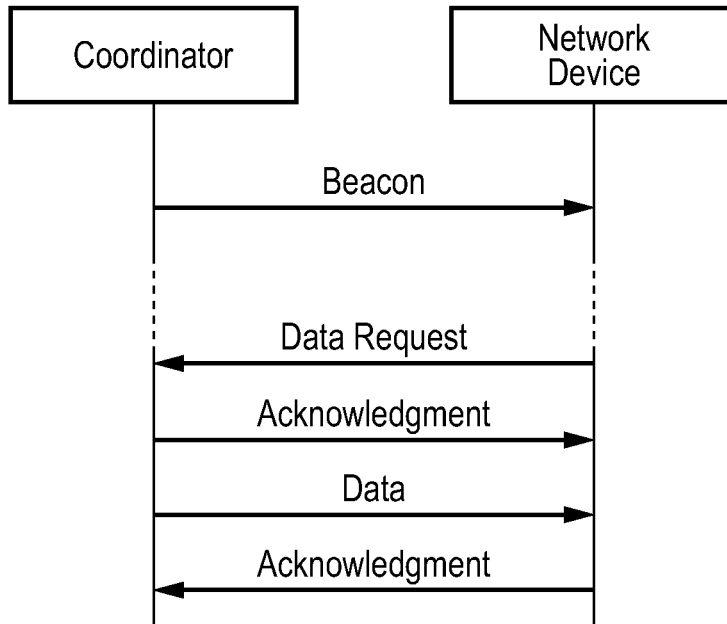 Coordinator
Network
Device
Beacon
Data Request
Acknowledgment
Data
Acknowledgment